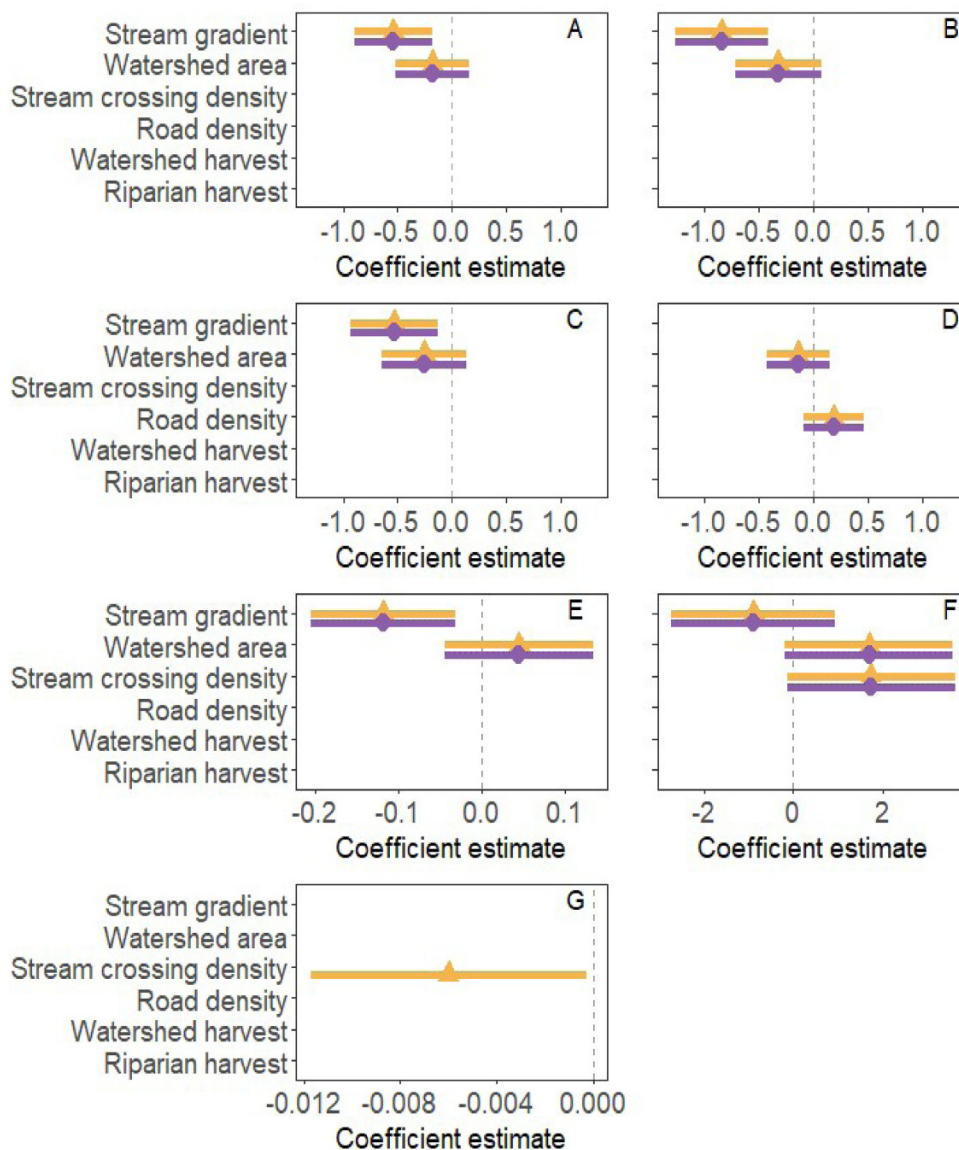 A
B
Stream gradient
Watershed area
Stream crossing density
Road density
Watershed harvest
Riparian harvest
-1.0 -0.5 0.0 0.5 1.0
-1.0 -0.5 0.0 0.5 1.0
Coefficient estimate
Coefficient estimate
C
D
Stream gradient
Watershed area
Stream crossing density
Road density
Watershed harvest
Riparian harvest
-1.0 -0.5 0.0 0.5 1.0
-1.0 -0.5 0.0 0.5 1.0
Coefficient estimate
Coefficient estimate
E
F
Stream gradient
Watershed area
Stream crossing density
Road density
Watershed harvest
Riparian harvest
-0.2 -0.1 0.0 0.1
-2 0 2
Coefficient estimate
Coefficient estimate
G
Stream gradient
Watershed area
Stream crossing density
Road density
Watershed harvest
Riparian harvest
-0.012 -0.008 -0.004 0.000
Coefficient estimate